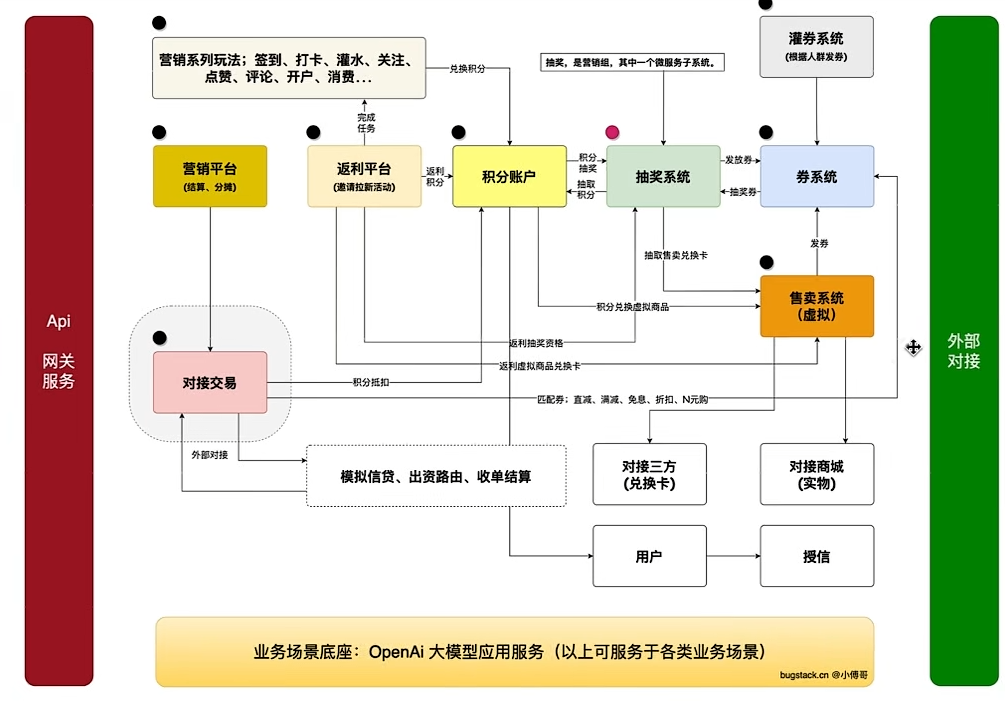 灌券系统
(根据人群发券)
营销系列玩法；签到、打卡、灌水、关注、
点赞、评论、开户、消费...
兑换积分
抽奖，是营销组，其中一个微服务子系统。
完成
任务
营销平台
(结算、分摊)
返利平台
(邀请拉新活动)
返利
积分
积分账户
积分
抽奖
抽取
积分
抽奖系统
发放券
抽奖券
券系统
发券
抽取售卖兑换卡
售卖系统
（虚拟）
积分兑换虚拟商品
Api
网关
服务
外部
对接
返利抽奖资格
返利虚拟商品兑换卡
对接交易
积分抵扣
匹配券；直减、满减、免息、折扣、N元购
外部对接
模拟信贷、出资路由、收单结算
对接三方
(兑换卡)
对接商城
(实物)
用户
授信
业务场景底座：OpenAi 大模型应用服务（以上可服务于各类业务场景）
bugstack.cn @小傅哥